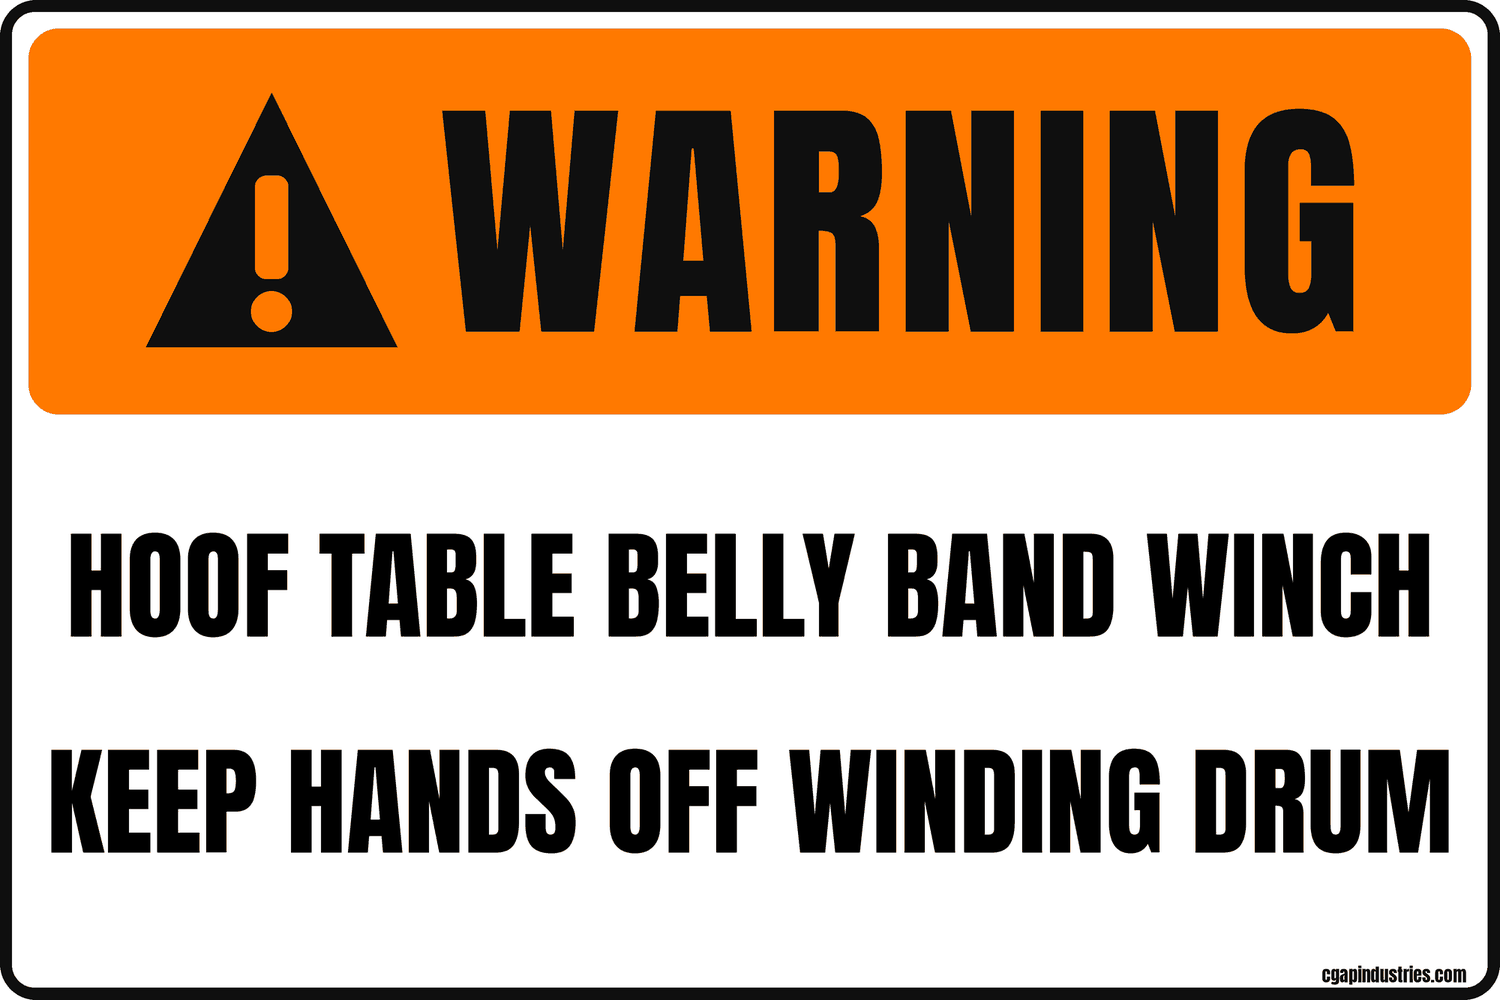 WARNING
HOOF TABLE BELLY BAND WINCH
KEEP HANDS OFF WINDING DRUM
cgapindustries.com